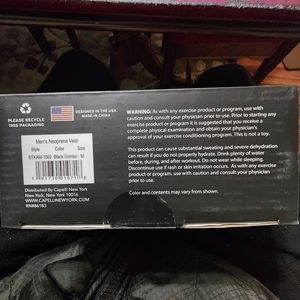 PLEASE RECYCLE
THIS PACKAGING
DESIGNED IN THE USA
MADE IN CHINA
Men's Neoprene Vest
Style Color Size
STKAM-1002 Black Combo M
Distributed By Capelli New York
New York, New York 10016
WWW.CAPELLINEWYORK.COM
RN#86183
WARNING: As with any exercise product or program, use with
caution and consult your physician prior. Prior to starting any
exercise product or program it is suggested that you receive a
complete physical examination and obtain your physician's
approval of your exercise conditioning program. This is not a toy.
This product can cause substantial sweating and severe dehydration
can result if you do not properly hydrate. Drink plenty of water
before, during, and after workout. Do not wear while sleeping.
Discontinue use if rash or skin irritation occurs. As with any exercise
product or program, use with caution and consult your physician
prior to use.
Color and contents may vary from shown.